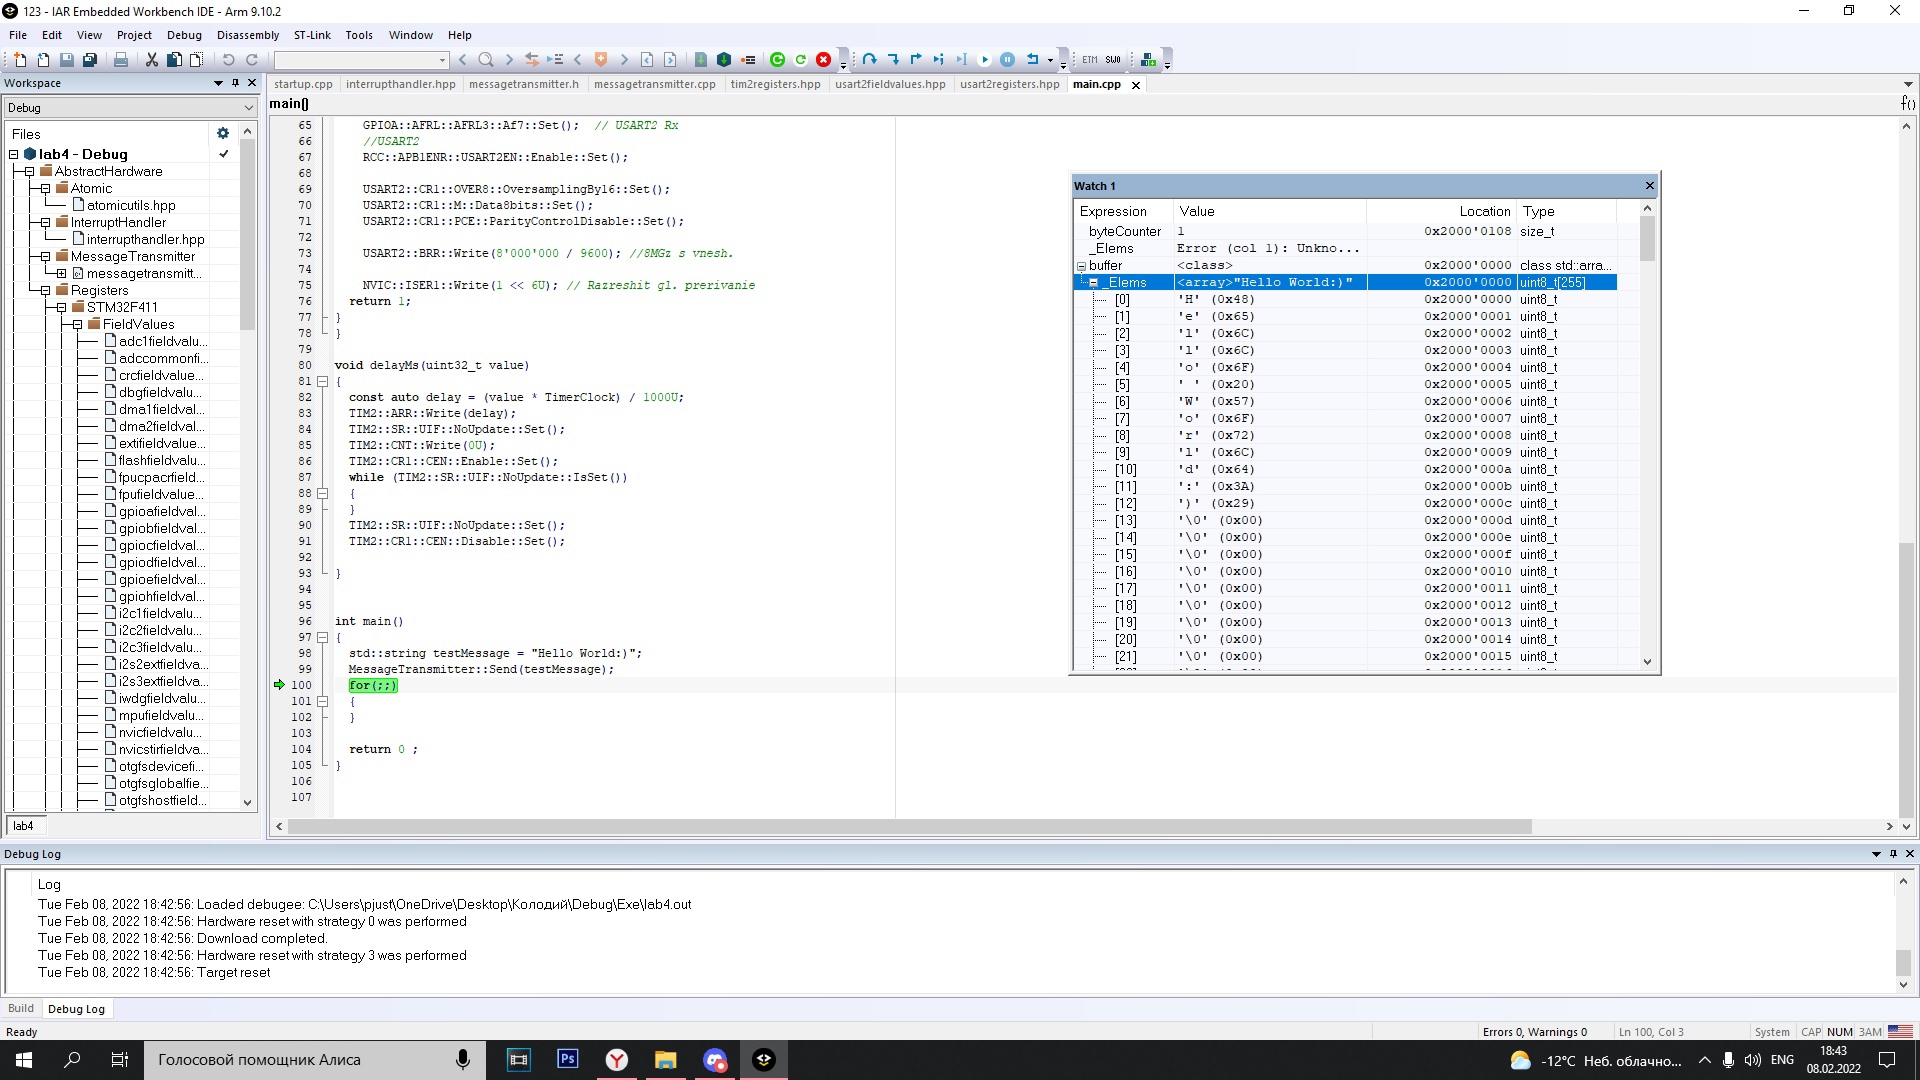 123 - IAR Embedded Workbench IDE - Arm 9.10.2
File Edit View Project Debug Disassembly ST-Link Tools Window Help
ETM SWO
Workspace
startup.cpp interrupthandler.hpp messagetransmitter.h messagetransmitter.cpp tim2registers.hpp usart2fieldvalues.hpp usart2registers.hpp main.cpp
Debug
main()
f()
Files
lab4 - Debug
AbstractHardware
Atomic
atomicutils.hpp
InterruptHandler
interrupthandler.hpp
MessageTransmitter
messagetransmitt...
Registers
STM32F411
FieldValues
adc1fieldvalu...
adccommonfi...
crcfieldvalue...
dbgfieldvalu...
dma1fieldval...
dma2fieldval...
extifieldvalue...
flashfieldvalu...
fpucpacrfield...
fpufieldvalue...
gpioafieldval...
gpiobfieldval...
gpiocfieldval...
gpiodfieldval...
gpioefieldval...
gpiohfieldval...
i2c1fieldvalu...
i2c2fieldvalu...
i2c3fieldvalu...
i2s2extfieldva...
i2s3extfieldva...
iwdgfieldvalu...
mpufieldvalu...
nvicfieldvalu...
nvicstirfieldva...
otgfsdevicefi...
otgfsglobalfie...
otgfshostfield...
lab4
65 GPIOA::AFRL::AFRL3::Af7::Set(); // USART2 Rx
66 //USART2
67 RCC::APB1ENR::USART2EN::Enable::Set();
68
69 USART2::CR1::OVER8::OversamplingBy16::Set();
70 USART2::CR1::M::Data8bits::Set();
71 USART2::CR1::PCE::ParityControlDisable::Set();
72
73 USART2::BRR::Write(8'000'000 / 9600); //8MGz s vnesh.
74
75 NVIC::ISER1::Write(1 << 6U); // Razreshit gl. prerivanie
76 return 1;
77 }
78 }
79
80 void delayMs(uint32_t value)
81 {
82 const auto delay = (value * TimerClock) / 1000U;
83 TIM2::ARR::Write(delay);
84 TIM2::SR::UIF::NoUpdate::Set();
85 TIM2::CNT::Write(0U);
86 TIM2::CR1::CEN::Enable::Set();
87 while (TIM2::SR::UIF::NoUpdate::IsSet())
88 {
89 }
90 TIM2::SR::UIF::NoUpdate::Set();
91 TIM2::CR1::CEN::Disable::Set();
92
93 }
94
95
96 int main()
97 {
98 std::string testMessage = "Hello World:)";
99 MessageTransmitter::Send(testMessage);
100 for(;;)
101 {
102 }
103
104 return 0 ;
105 }
106
107
Watch 1
Expression Value Location Type
byteCounter 1 0x2000'0108 size_t
_Elems Error (col 1): Unkno...
buffer <class> 0x2000'0000 class std::arra...
_Elems <array>"Hello World:)" 0x2000'0000 uint8_t[255]
[0] 'H' (0x48) 0x2000'0000 uint8_t
[1] 'e' (0x65) 0x2000'0001 uint8_t
[2] 'l' (0x6C) 0x2000'0002 uint8_t
[3] 'l' (0x6C) 0x2000'0003 uint8_t
[4] 'o' (0x6F) 0x2000'0004 uint8_t
[5] ' ' (0x20) 0x2000'0005 uint8_t
[6] 'W' (0x57) 0x2000'0006 uint8_t
[7] 'o' (0x6F) 0x2000'0007 uint8_t
[8] 'r' (0x72) 0x2000'0008 uint8_t
[9] 'l' (0x6C) 0x2000'0009 uint8_t
[10] 'd' (0x64) 0x2000'000a uint8_t
[11] ':' (0x3A) 0x2000'000b uint8_t
[12] ')' (0x29) 0x2000'000c uint8_t
[13] '\0' (0x00) 0x2000'000d uint8_t
[14] '\0' (0x00) 0x2000'000e uint8_t
[15] '\0' (0x00) 0x2000'000f uint8_t
[16] '\0' (0x00) 0x2000'0010 uint8_t
[17] '\0' (0x00) 0x2000'0011 uint8_t
[18] '\0' (0x00) 0x2000'0012 uint8_t
[19] '\0' (0x00) 0x2000'0013 uint8_t
[20] '\0' (0x00) 0x2000'0014 uint8_t
[21] '\0' (0x00) 0x2000'0015 uint8_t
Debug Log
Log
Tue Feb 08, 2022 18:42:56: Loaded debugee: C:\Users\pjust\OneDrive\Desktop\Колодий\Debug\Exe\lab4.out
Tue Feb 08, 2022 18:42:56: Hardware reset with strategy 0 was performed
Tue Feb 08, 2022 18:42:56: Download completed.
Tue Feb 08, 2022 18:42:56: Hardware reset with strategy 3 was performed
Tue Feb 08, 2022 18:42:56: Target reset
Build Debug Log
Ready Errors 0, Warnings 0 Ln 100, Col 3 System CAP NUM ЗАМ
Голосовой помощник Алиса Ps -12°C Неб. облачно... ENG 18:43
08.02.2022